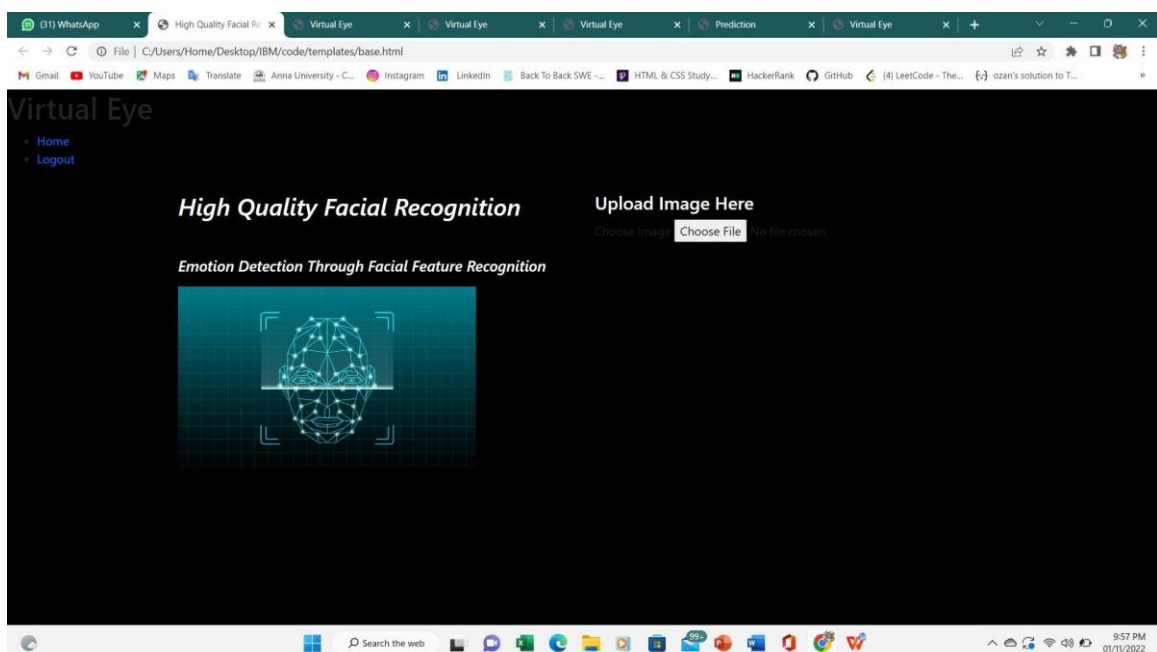 (31) WhatsApp
High Quality Facial Re
Virtual Eye
Virtual Eye
Virtual Eye
Prediction
Virtual Eye
File | C:/Users/Home/Desktop/IBM/code/templates/base.html
Gmail YouTube Maps Translate Anna University - C... Instagram LinkedIn Back To Back SWE -... HTML & CSS Study... HackerRank GitHub (4) LeetCode - The... ozan's solution to T... »
Virtual Eye
Home
Logout
High Quality Facial Recognition
Emotion Detection Through Facial Feature Recognition
Upload Image Here
Choose Image Choose File No file chosen
Search the web
99+
9:57 PM
01/11/2022